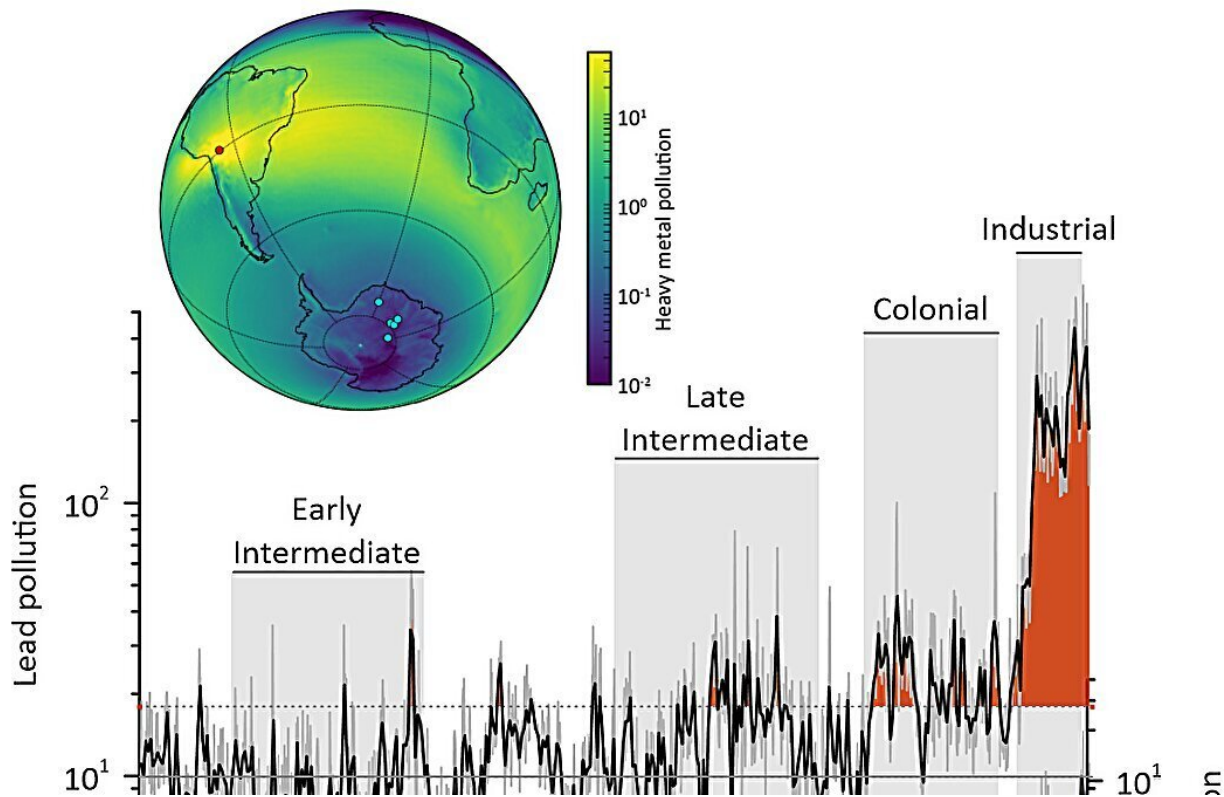 10¹
10⁰
10⁻¹
10⁻²
Heavy metal pollution
Industrial
Colonial
Late
Intermediate
Early
Intermediate
Lead pollution
10²
10¹
10¹